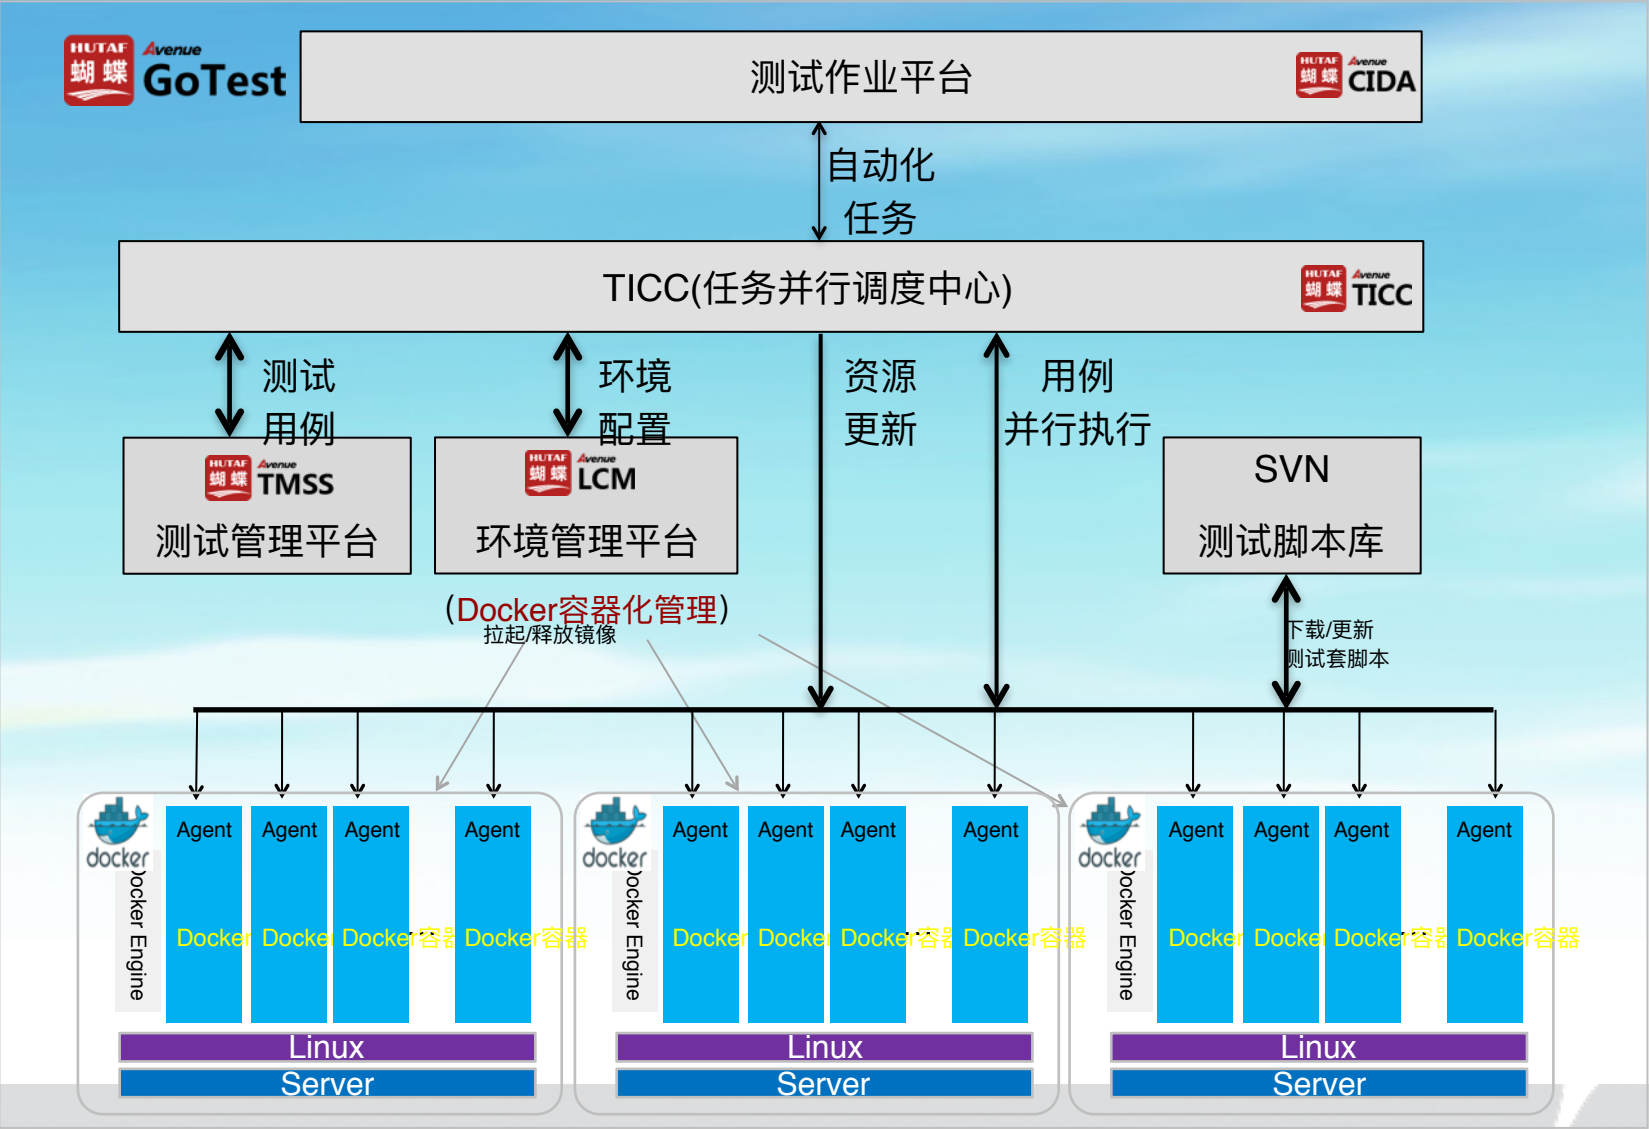 HUTAF
蝴 蝶
Avenue
GoTest
测试作业平台
HUTAF
蝴 蝶
Avenue
CIDA
自动化
任务
TICC(任务并行调度中心)
HUTAF
蝴 蝶
Avenue
TICC
测试
用例
环境
配置
资源
更新
用例
并行执行
HUTAF
蝴 蝶
Avenue
TMSS
测试管理平台
HUTAF
蝴 蝶
Avenue
LCM
环境管理平台
SVN
测试脚本库
(Docker容器化管理)
拉起/释放镜像
下载/更新
测试套脚本
docker
Docker Engine
Agent
Agent
Agent
Agent
Docker
Docker
Docker容器
...
Docker容器
Linux
Server
docker
Docker Engine
Agent
Agent
Agent
Agent
Docker
Docker
Docker容器
...
Docker容器
Linux
Server
docker
Docker Engine
Agent
Agent
Agent
Agent
Docker
Docker
Docker容器
...
Docker容器
Linux
Server